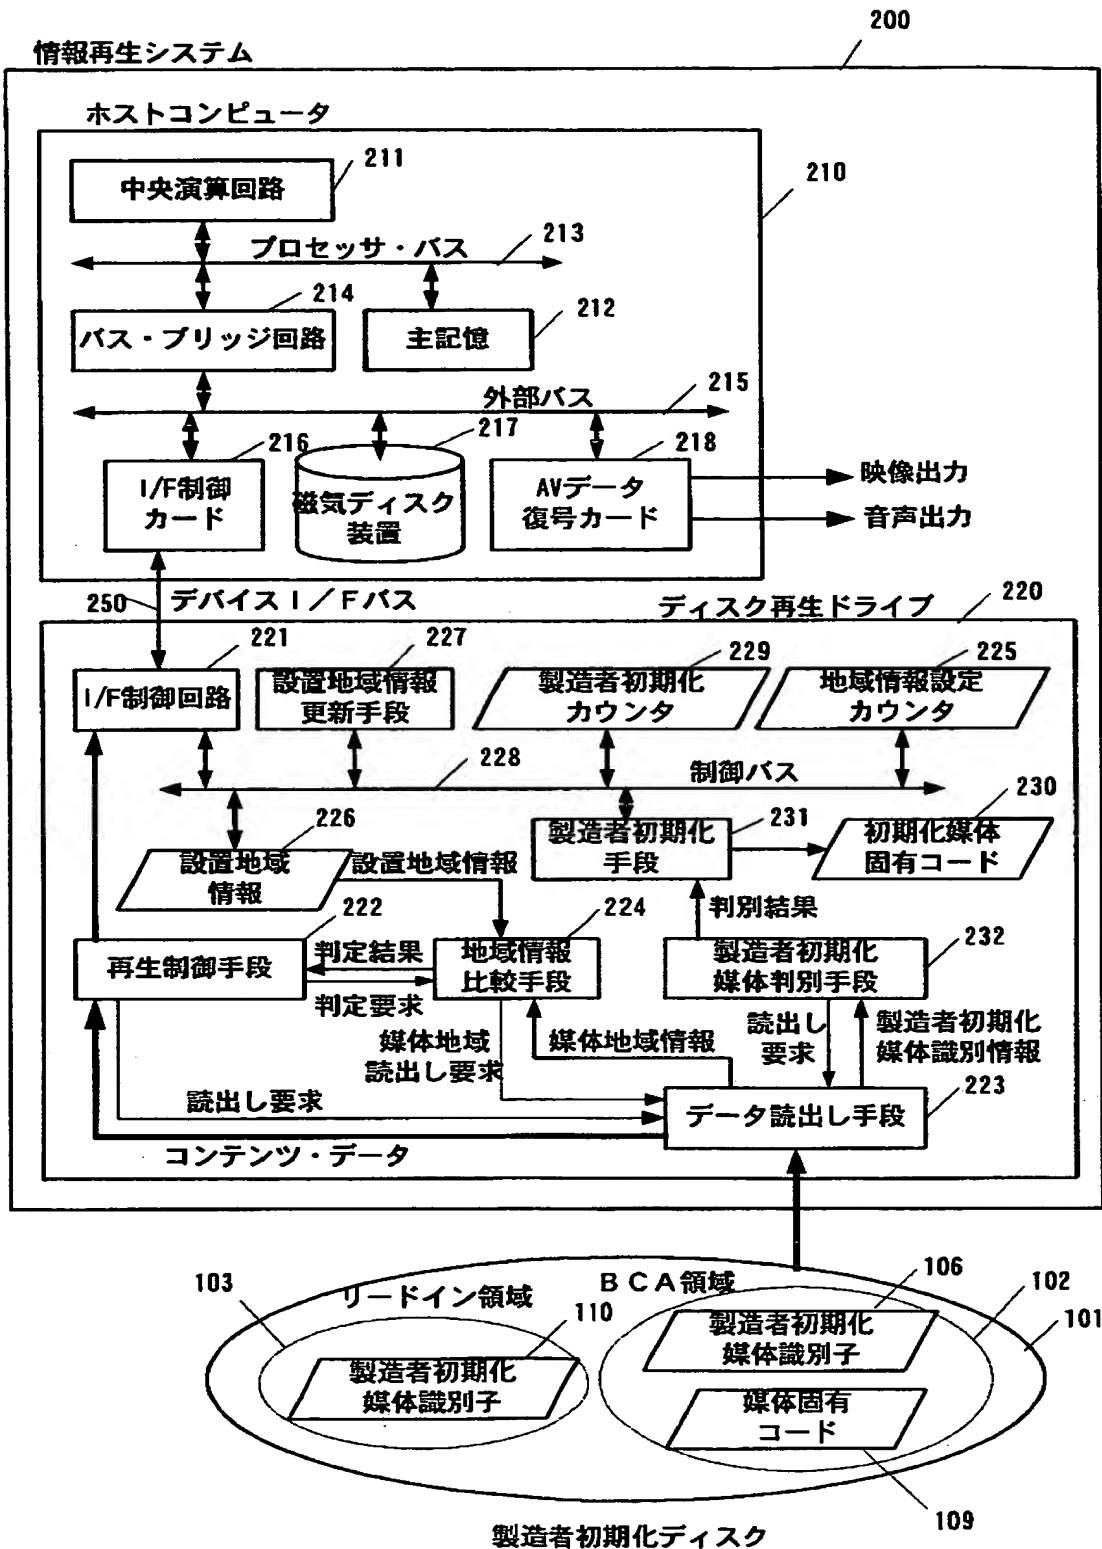 200
情報再生システム
ホストコンピュータ
211
中央演算回路
210
プロセッサ・バス
213
214
バス・ブリッジ回路
主記憶
212
外部バス
215
216
I/F制御
カード
217
磁気ディスク
装置
218
AVデータ
復号カード
映像出力
音声出力
250
デバイスI/Fバス
ディスク再生ドライブ
220
221
I/F制御回路
227
設置地域情報
更新手段
229
製造者初期化
カウンタ
225
地域情報設定
カウンタ
228
制御バス
226
設置地域
情報
設置地域情報
231
製造者初期化
手段
230
初期化媒体
固有コード
判別結果
222
再生制御手段
判定結果
判定要求
224
地域情報
比較手段
232
製造者初期化
媒体判別手段
媒体地域
読出し要求
媒体地域情報
読出し
要求
製造者初期化
媒体識別情報
読出し要求
223
データ読出し手段
コンテンツ・データ
103
リードイン領域
110
製造者初期化
媒体識別子
BCA領域
106
製造者初期化
媒体識別子
102
101
媒体固有
コード
109
製造者初期化ディスク